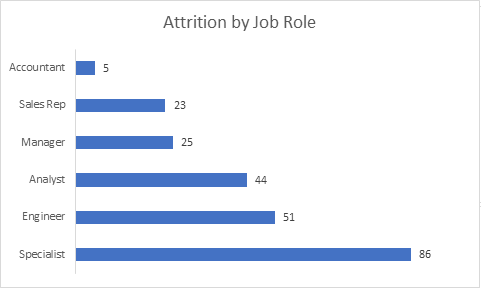 Attrition by Job Role
Accountant 5
Sales Rep 23
Manager 25
Analyst 44
Engineer 51
Specialist 86